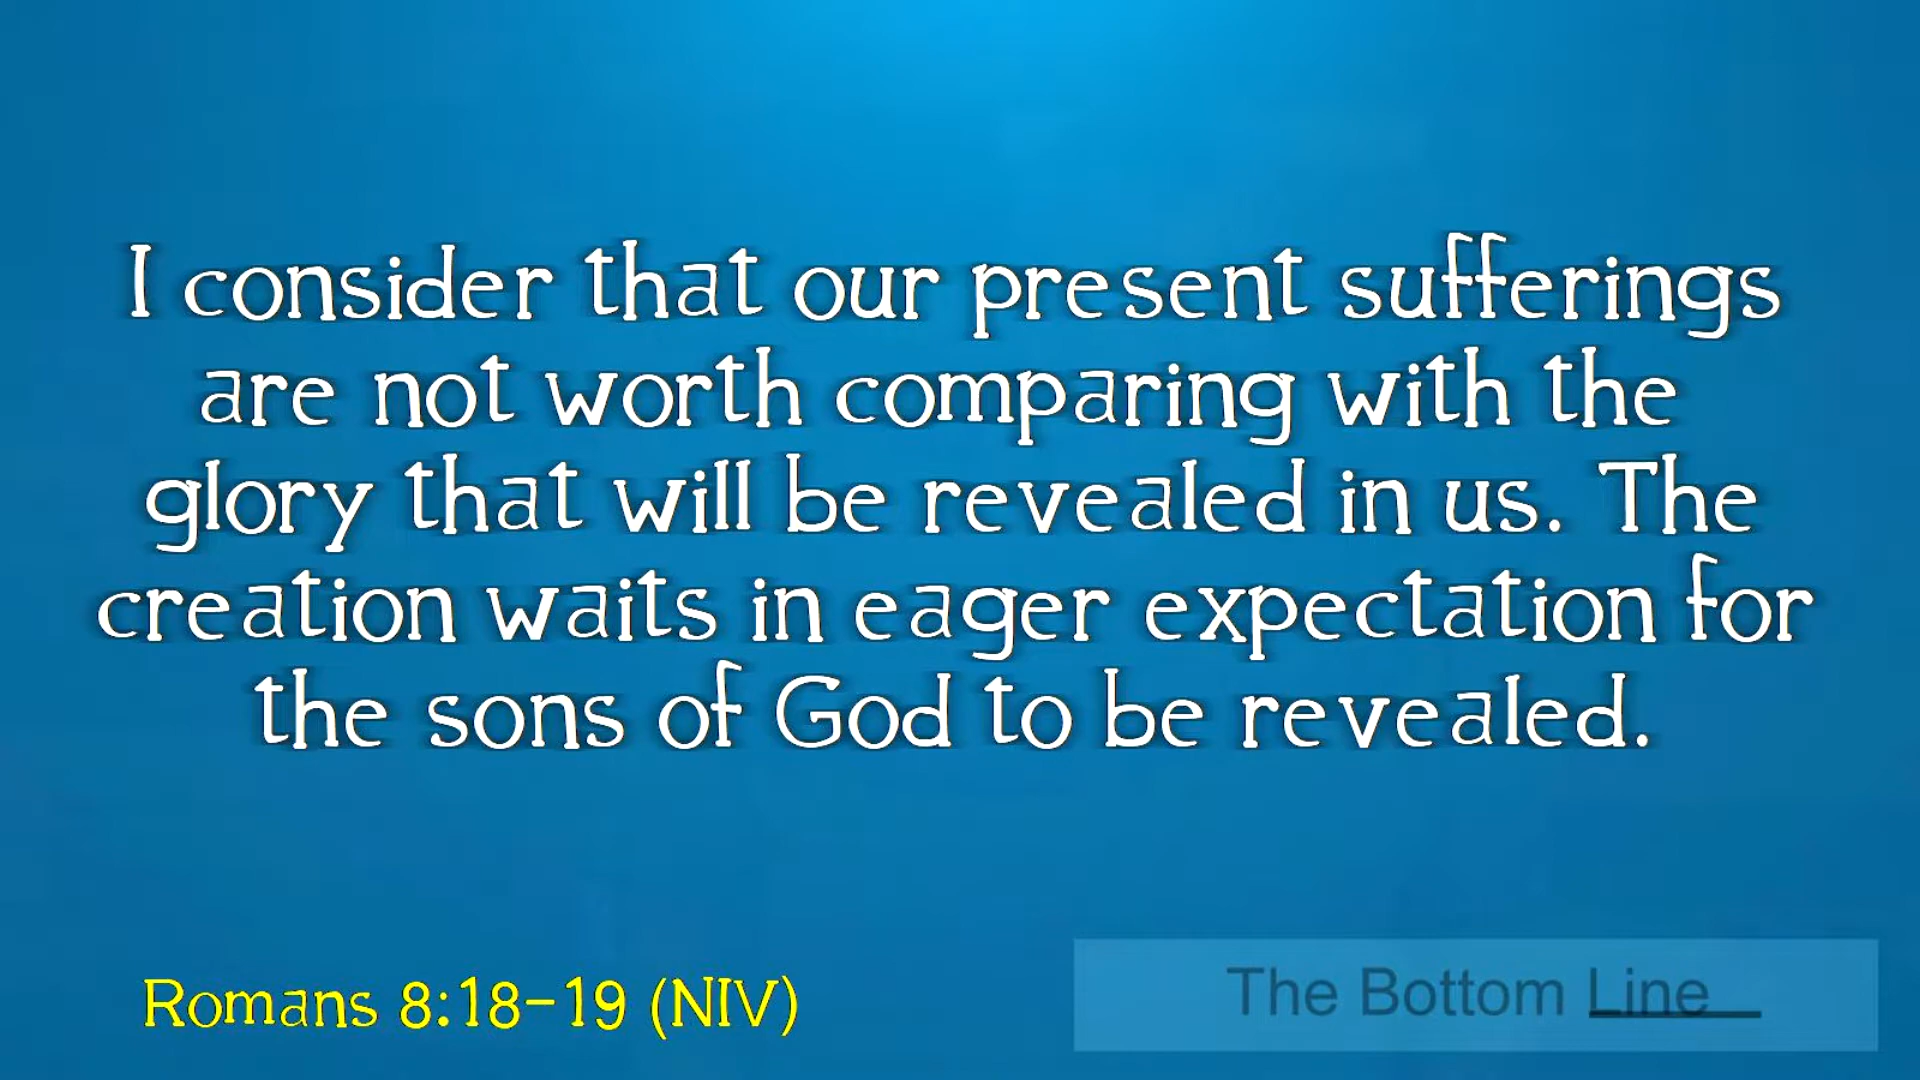 I consider that our present sufferings
are not worth comparing with the
glory that will be revealed in us. The
creation waits in eager expectation for
the sons of God to be revealed.
Romans 8:18-19 (NIV)
The Bottom Line